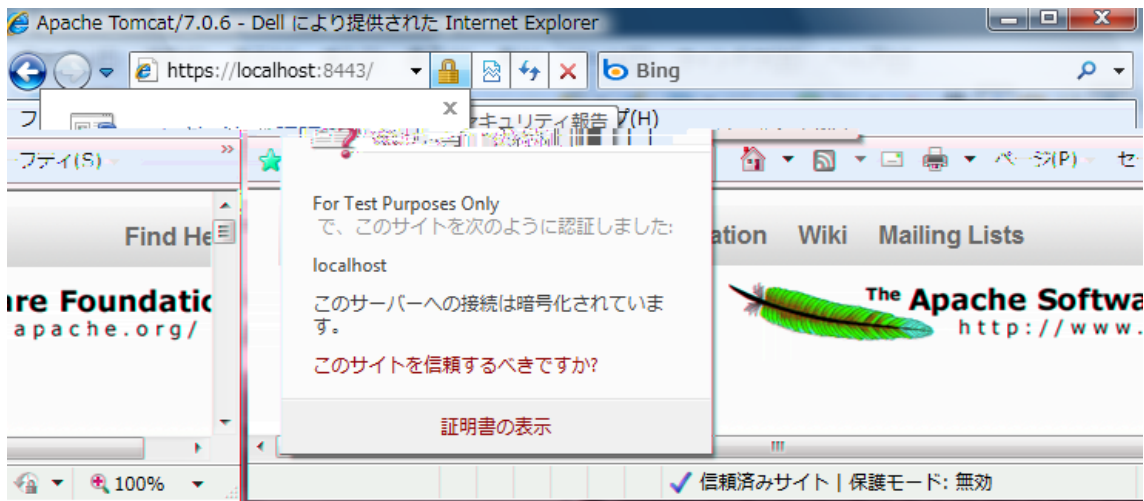 Apache Tomcat/7.0.6 - Dell により提供された Internet Explorer
https://localhost:8443/
Bing
フ
セキュリティ報告
プ(H)
ーフティ(S)
»
ページ(P)
セ
For Test Purposes Only
で、このサイトを次のように認証しました:
localhost
このサーバーへの接続は暗号化されていま
す。
このサイトを信頼するべきですか?
証明書の表示
Find He
ation Wiki Mailing Lists
are Foundatio
apache.org/
The Apache Softwa
http://www.
100%
信頼済みサイト | 保護モード: 無効